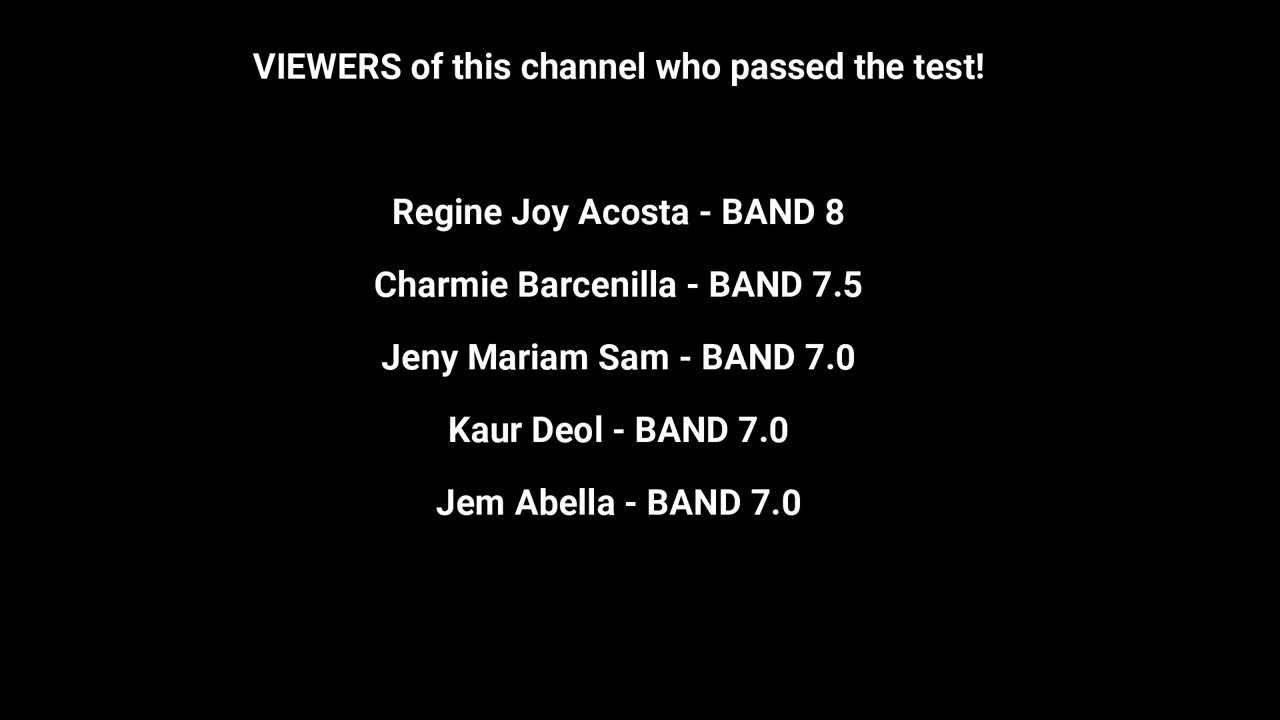 VIEWERS of this channel who passed the test!
Regine Joy Acosta - BAND 8
Charmie Barcenilla - BAND 7.5
Jeny Mariam Sam - BAND 7.0
Kaur Deol - BAND 7.0
Jem Abella - BAND 7.0